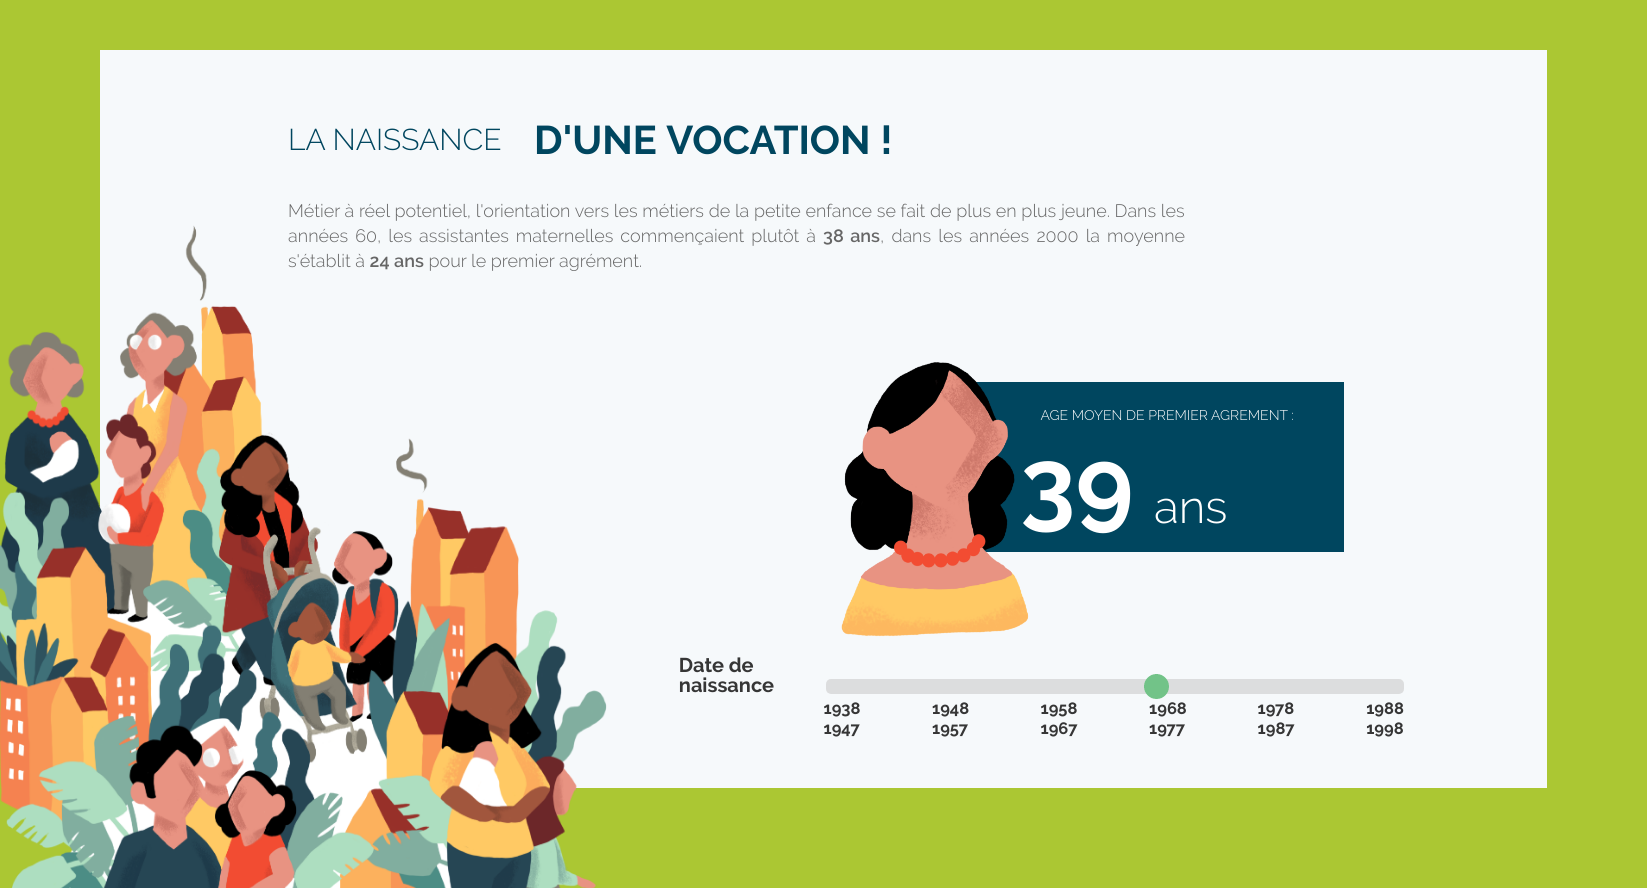 LA NAISSANCE D'UNE VOCATION !
Métier à réel potentiel, l'orientation vers les métiers de la petite enfance se fait de plus en plus jeune. Dans les
années 60, les assistantes maternelles commençaient plutôt à 38 ans, dans les années 2000 la moyenne
s'établit à 24 ans pour le premier agrément.
AGE MOYEN DE PREMIER AGREMENT :
39 ans
Date de
naissance
1938 1948 1958 1968 1978 1988
1947 1957 1967 1977 1987 1998